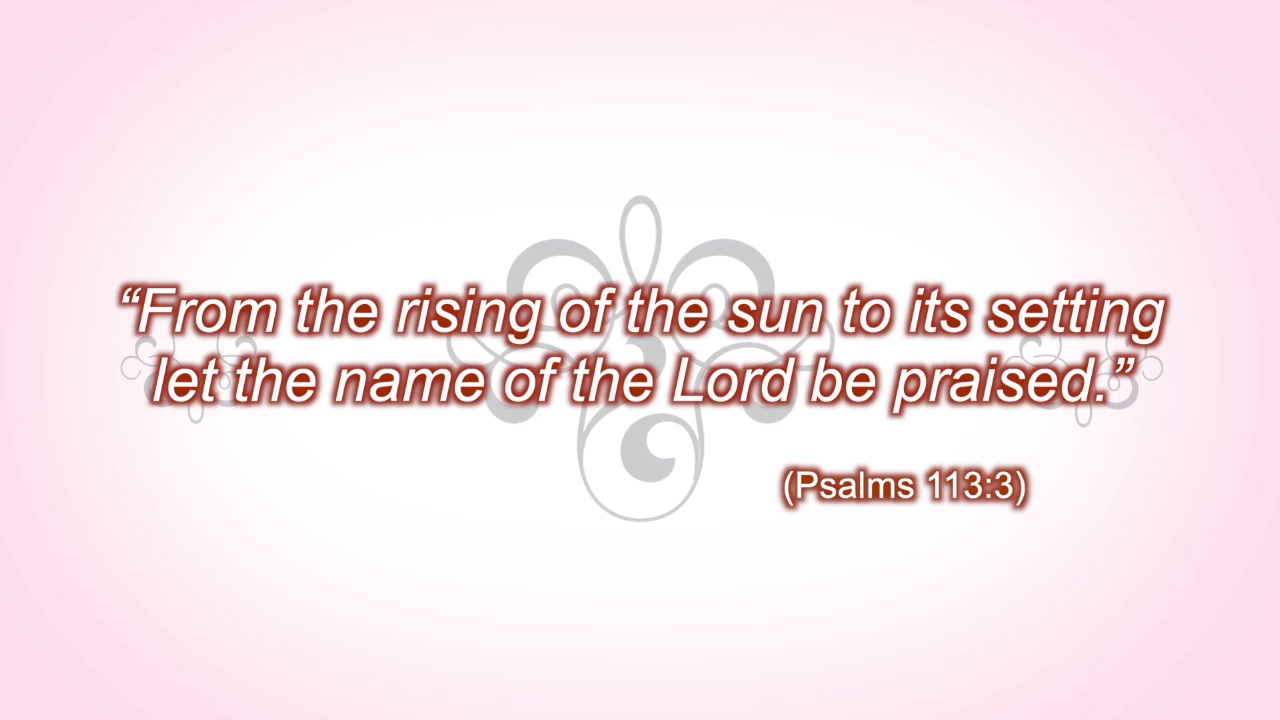 “From the rising of the sun to its setting
let the name of the Lord be praised.”
(Psalms 113:3)